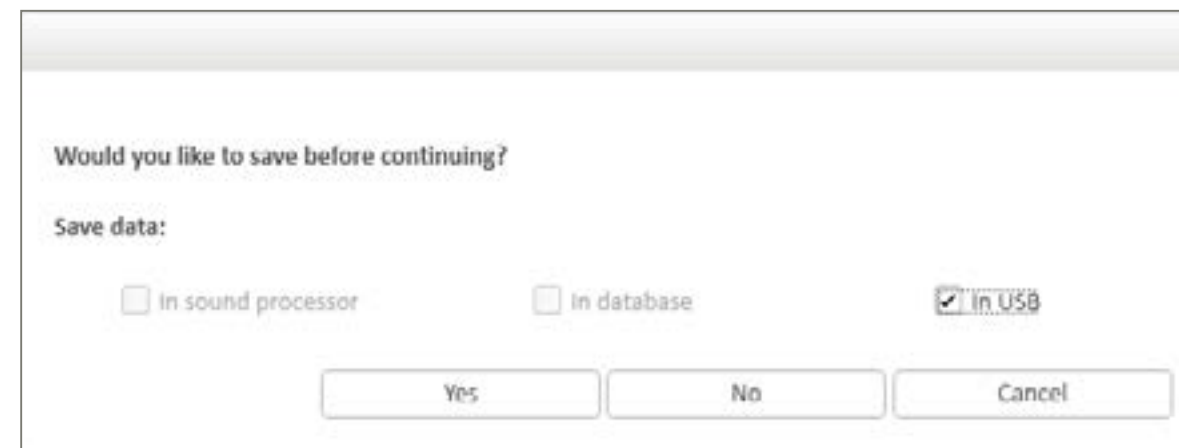 Would you like to save before continuing?
Save data:
In sound processor In database In USB
Yes No Cancel